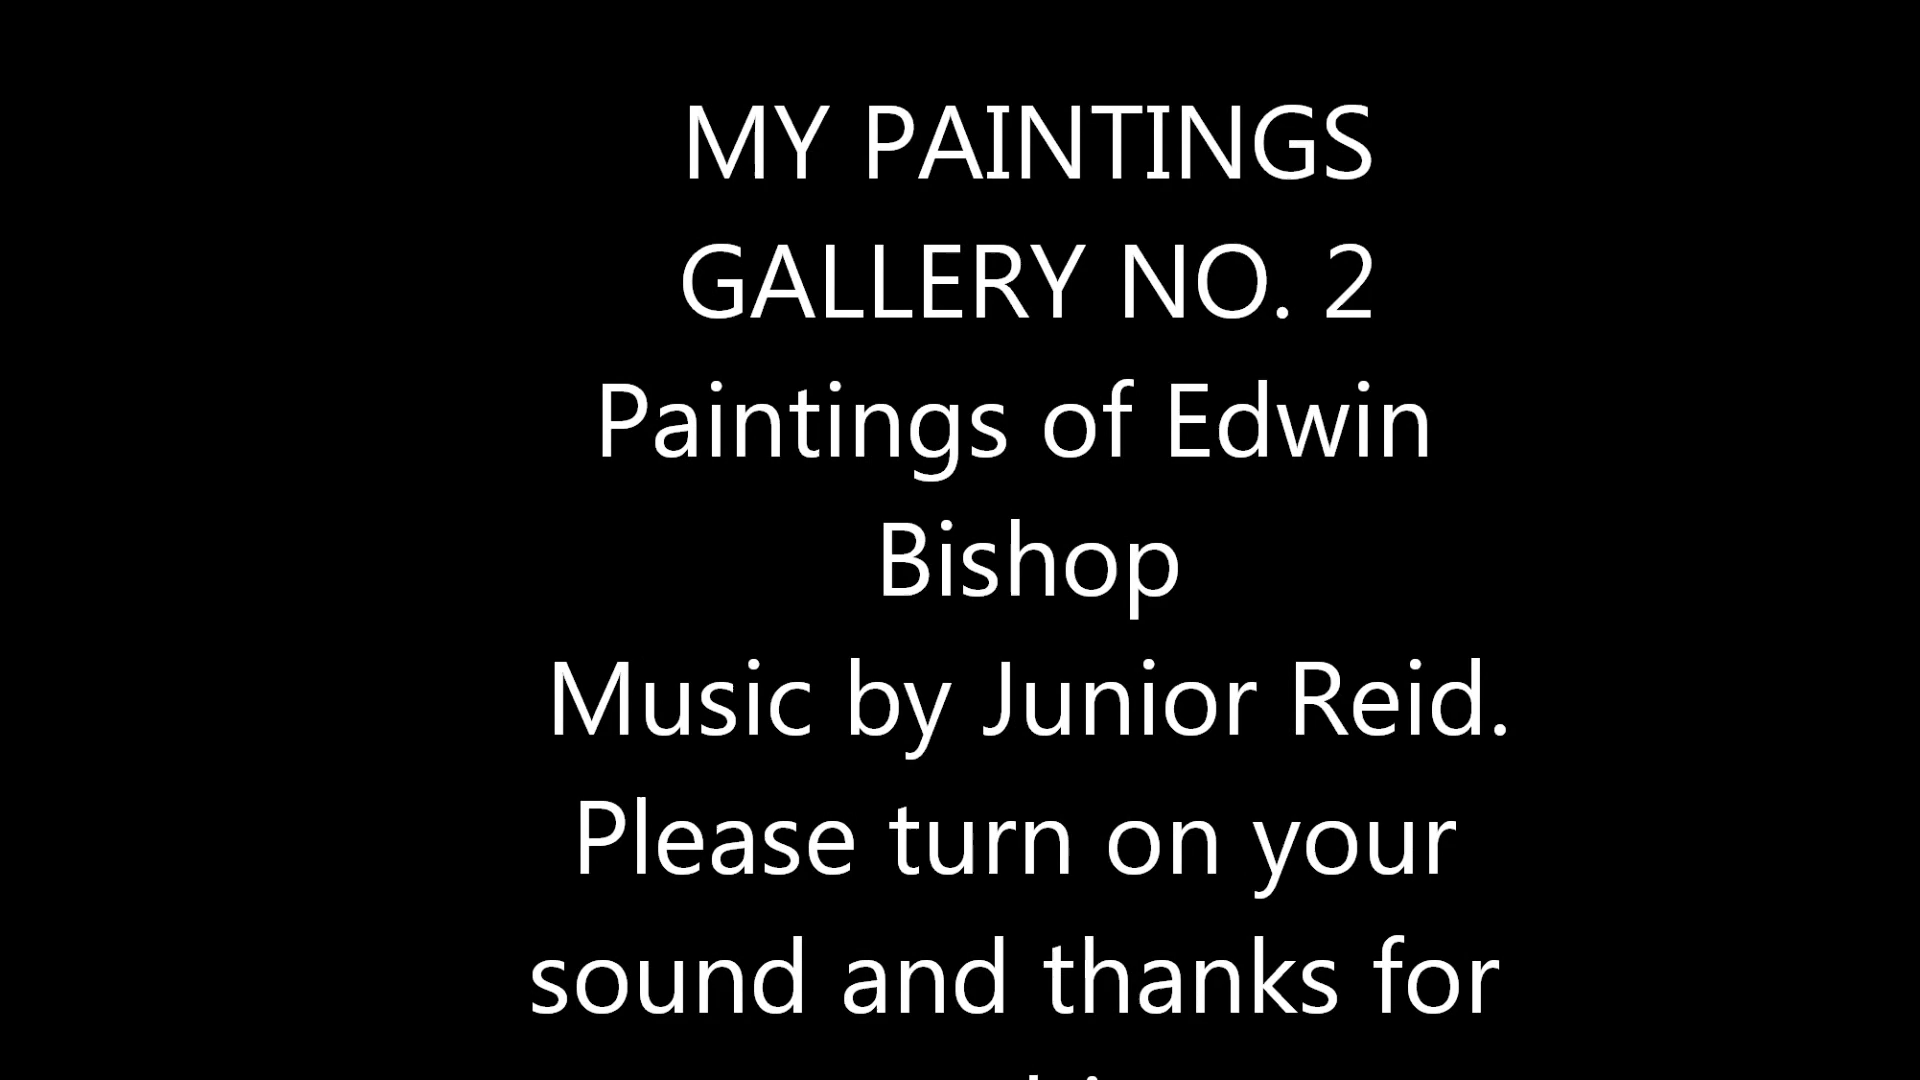 MY PAINTINGS
GALLERY NO. 2
Paintings of Edwin
Bishop
Music by Junior Reid.
Please turn on your
sound and thanks for